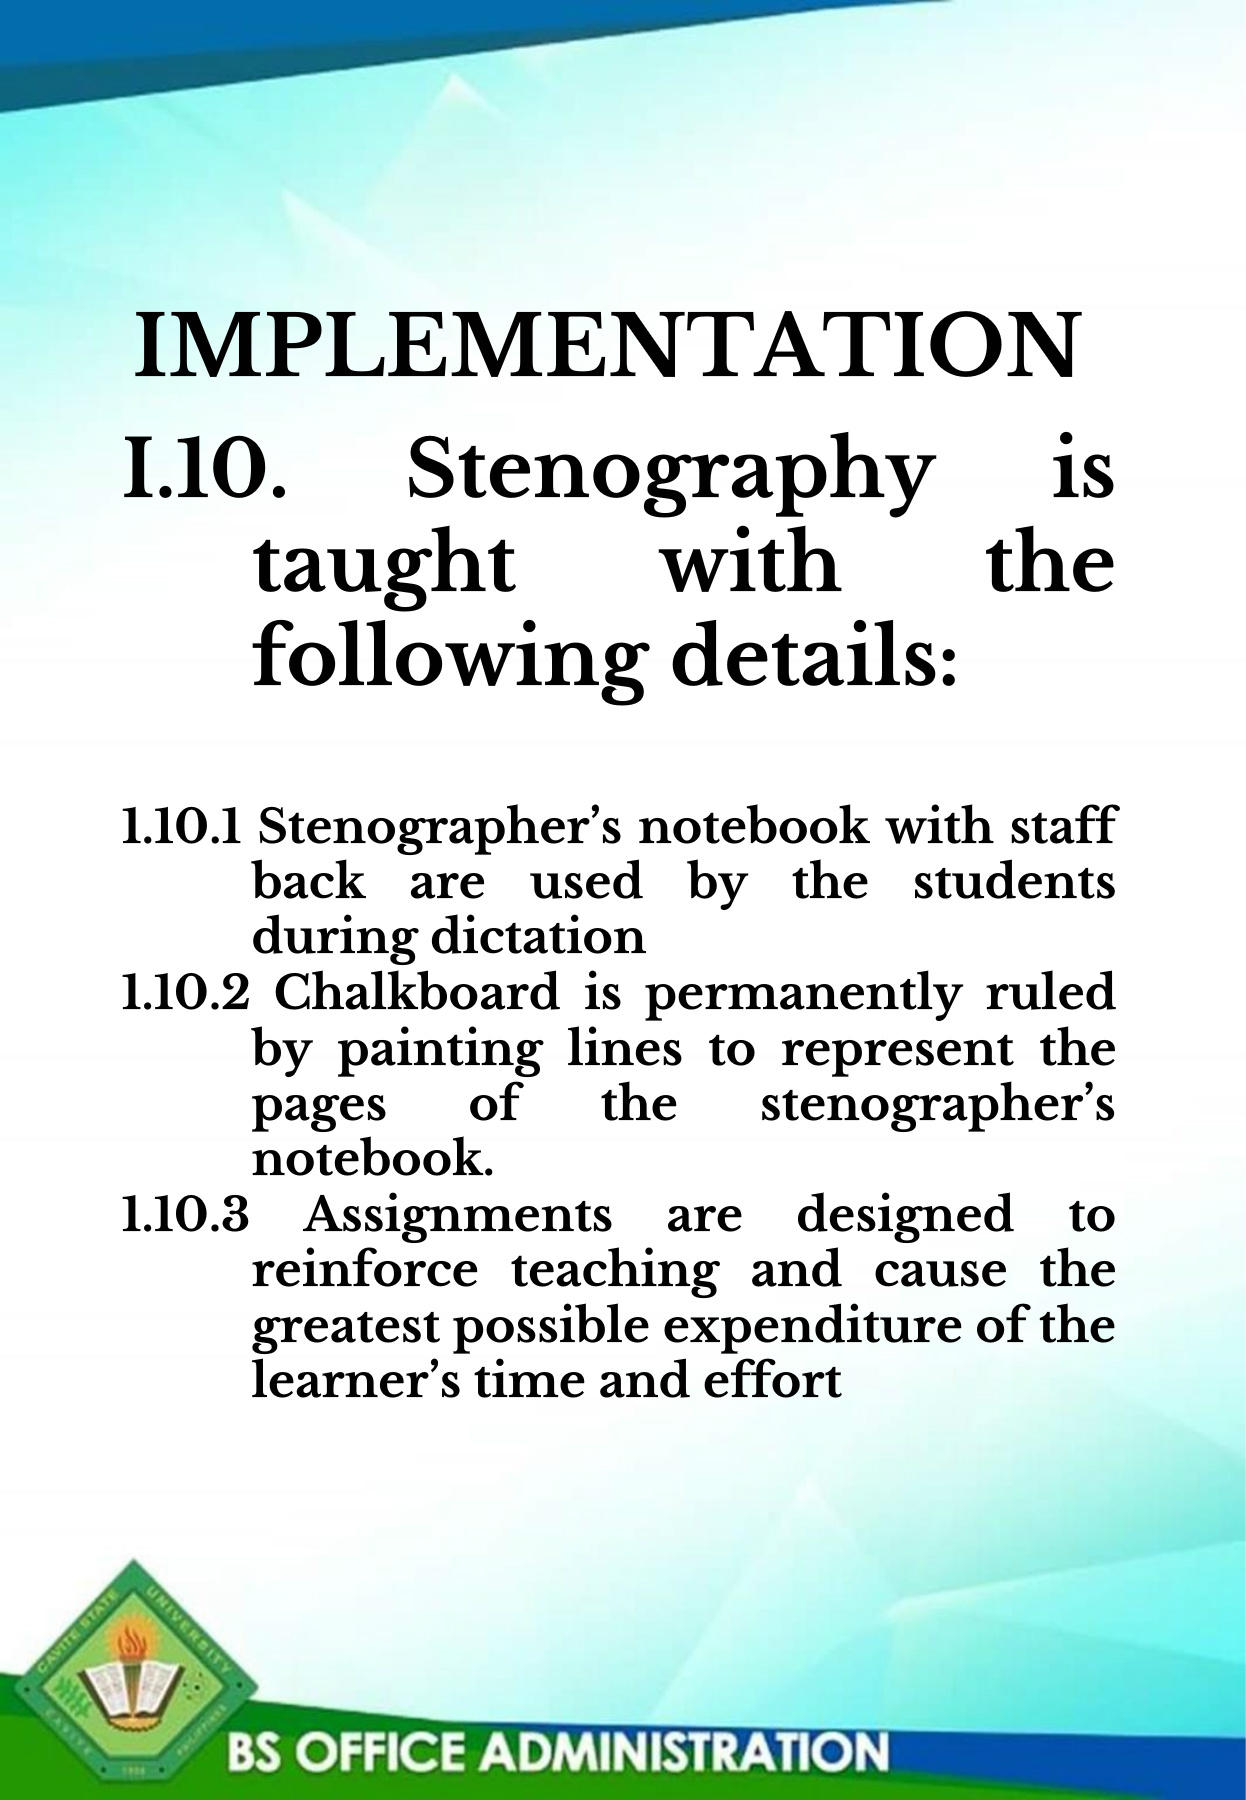 IMPLEMENTATION
I.10. Stenography is
taught with the
following details:
1.10.1 Stenographer’s notebook with staff
back are used by the students
during dictation
1.10.2 Chalkboard is permanently ruled
by painting lines to represent the
pages of the stenographer’s
notebook.
1.10.3 Assignments are designed to
reinforce teaching and cause the
greatest possible expenditure of the
learner’s time and effort
CAVITE STATE UNIVERSITY
CAVITE PHILIPPINES
1906
BS OFFICE ADMINISTRATION